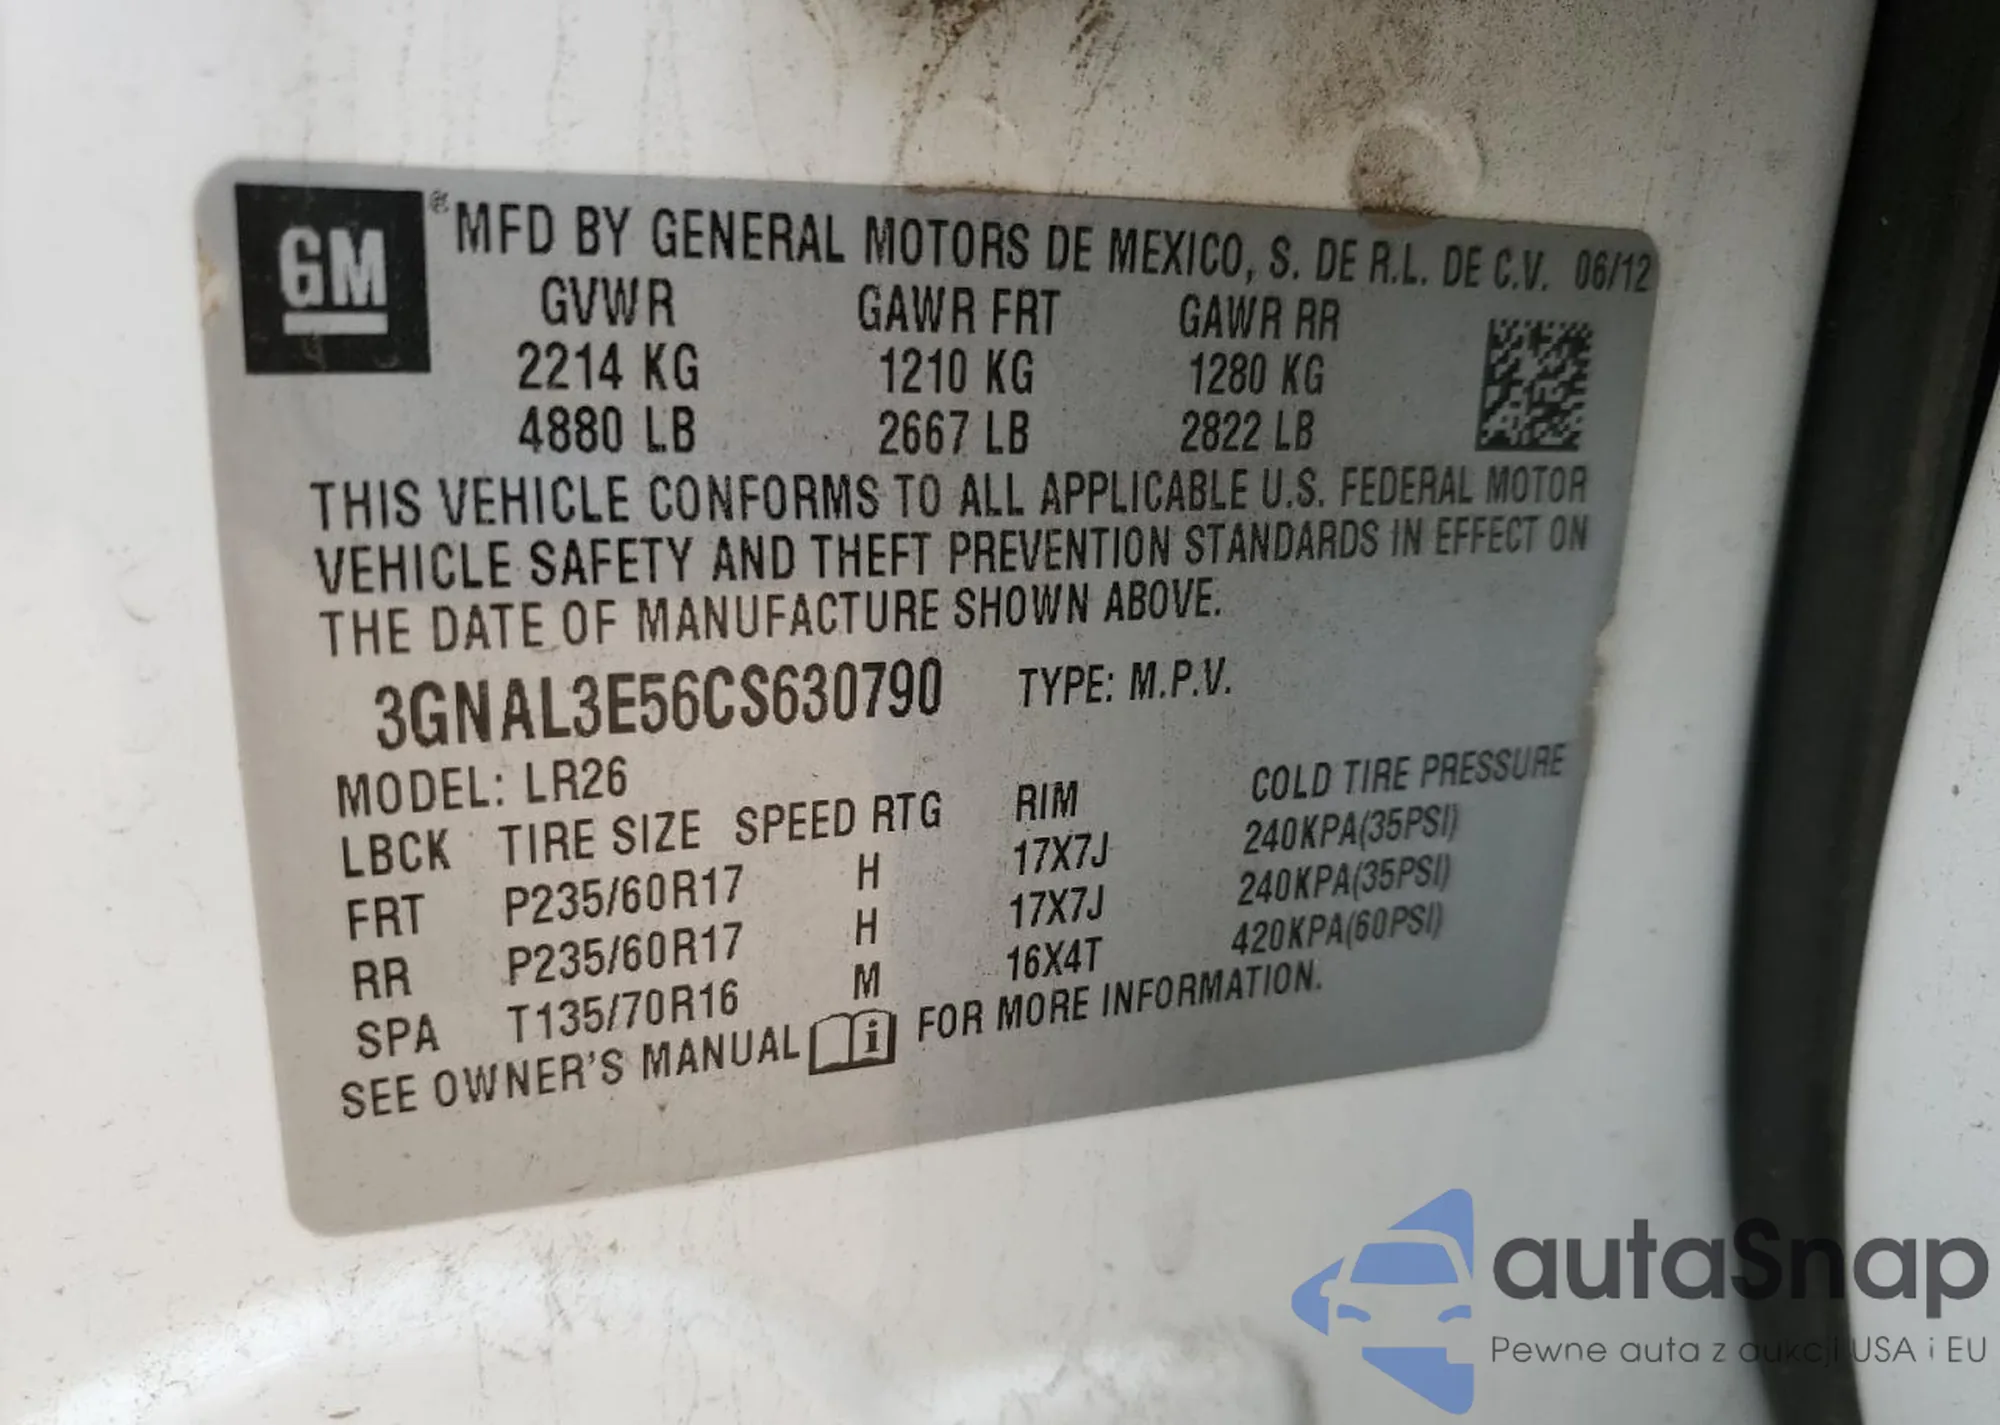 GM ® MFD BY GENERAL MOTORS DE MEXICO, S. DE R.L. DE C.V. 06/12
GVWR GAWR FRT GAWR RR
2214 KG 1210 KG 1280 KG
4880 LB 2667 LB 2822 LB
THIS VEHICLE CONFORMS TO ALL APPLICABLE U.S. FEDERAL MOTOR
VEHICLE SAFETY AND THEFT PREVENTION STANDARDS IN EFFECT ON
THE DATE OF MANUFACTURE SHOWN ABOVE.
3GNAL3E56CS630790 TYPE: M.P.V.
MODEL: LR26
LBCK TIRE SIZE SPEED RTG RIM COLD TIRE PRESSURE
FRT P235/60R17 H 17X7J 240KPA(35PSI)
RR P235/60R17 H 17X7J 240KPA(35PSI)
SPA T135/70R16 M 16X4T 420KPA(60PSI)
SEE OWNER'S MANUAL i FOR MORE INFORMATION.
autaSnap
Pewne auta z aukcji USA i EU